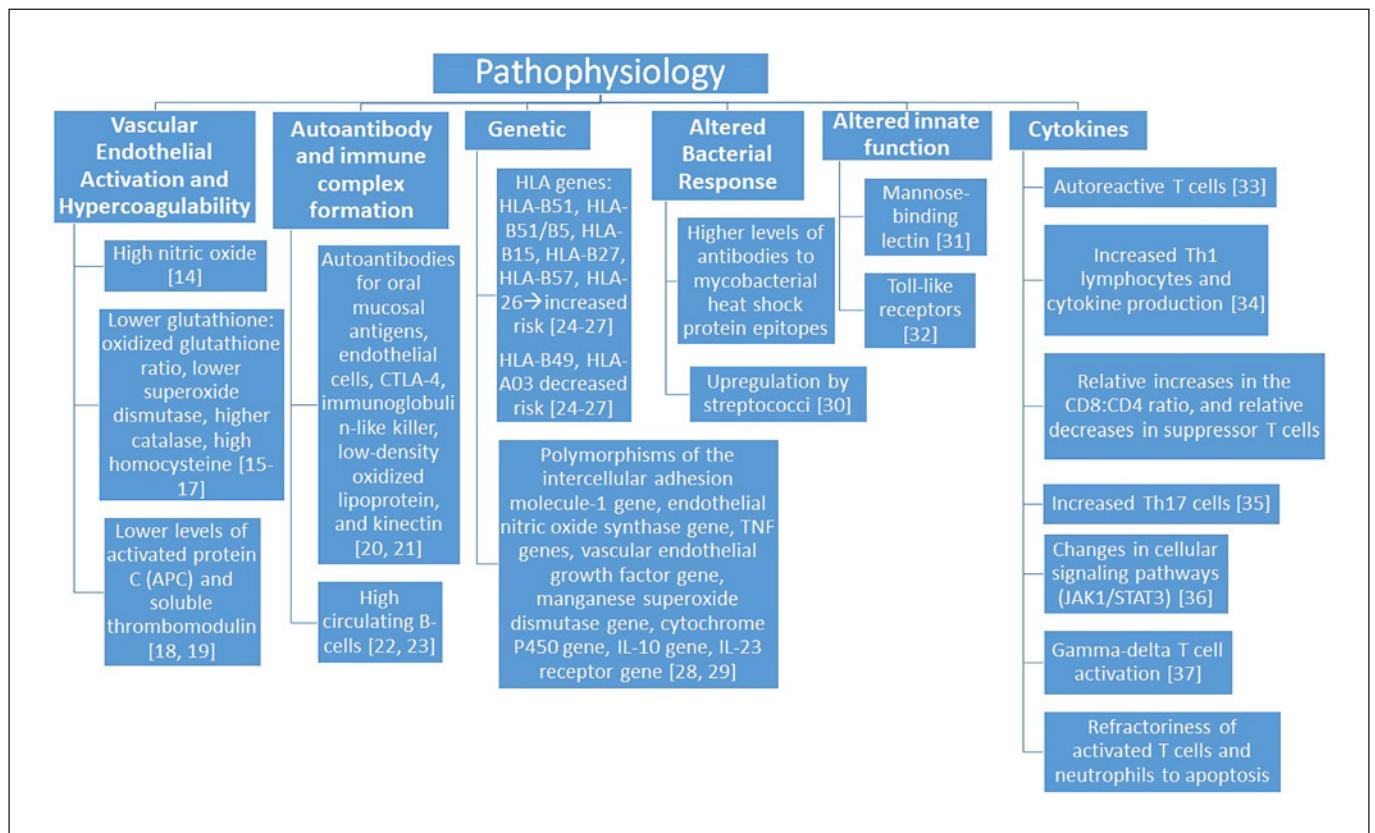 Pathophysiology
Vascular
Endothelial
Activation and
Hypercoagulability
High nitric oxide
[14]
Lower glutathione:
oxidized glutathione
ratio, lower
superoxide
dismutase, higher
catalase, high
homocysteine [15-
17]
Lower levels of
activated protein
C (APC) and
soluble
thrombomodulin
[18, 19]
Autoantibody
and immune
complex
formation
Autoantibodies
for oral
mucosal
antigens,
endothelial
cells, CTLA-4,
immunoglobuli
n-like killer,
low-density
oxidized
lipoprotein,
and kinectin
[20, 21]
High
circulating B-
cells [22, 23]
Genetic
HLA genes:
HLA-B51, HLA-
B51/B5, HLA-
B15, HLA-B27,
HLA-B57, HLA-
26→increased
risk [24-27]
HLA-B49, HLA-
A03 decreased
risk [24-27]
Polymorphisms of the
intercellular adhesion
molecule-1 gene, endothelial
nitric oxide synthase gene, TNF
genes, vascular endothelial
growth factor gene,
manganese superoxide
dismutase gene, cytochrome
P450 gene, IL-10 gene, IL-23
receptor gene [28, 29]
Altered
Bacterial
Response
Higher levels of
antibodies to
mycobacterial
heat shock
protein epitopes
Upregulation by
streptococci [30]
Altered innate
function
Mannose-
binding
lectin [31]
Toll-like
receptors
[32]
Cytokines
Autoreactive T cells [33]
Increased Th1
lymphocytes and
cytokine production [34]
Relative increases in the
CD8:CD4 ratio, and relative
decreases in suppressor T cells
Increased Th17 cells [35]
Changes in cellular
signaling pathways
(JAK1/STAT3) [36]
Gamma-delta T cell
activation [37]
Refractoriness of
activated T cells and
neutrophils to apoptosis